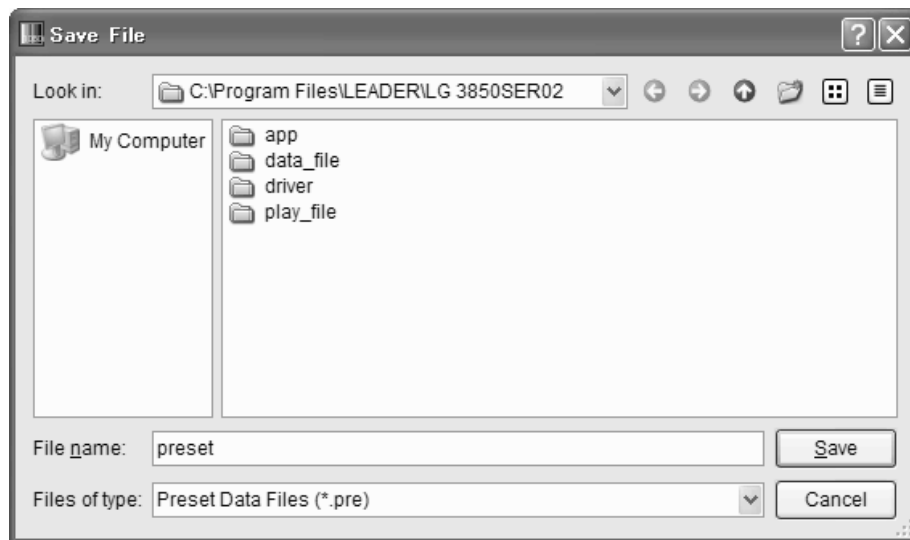 Save File
Look in: C:\Program Files\LEADER\LG 3850SER02
My Computer
app
data_file
driver
play_file
File name: preset Save
Files of type: Preset Data Files (*.pre) Cancel